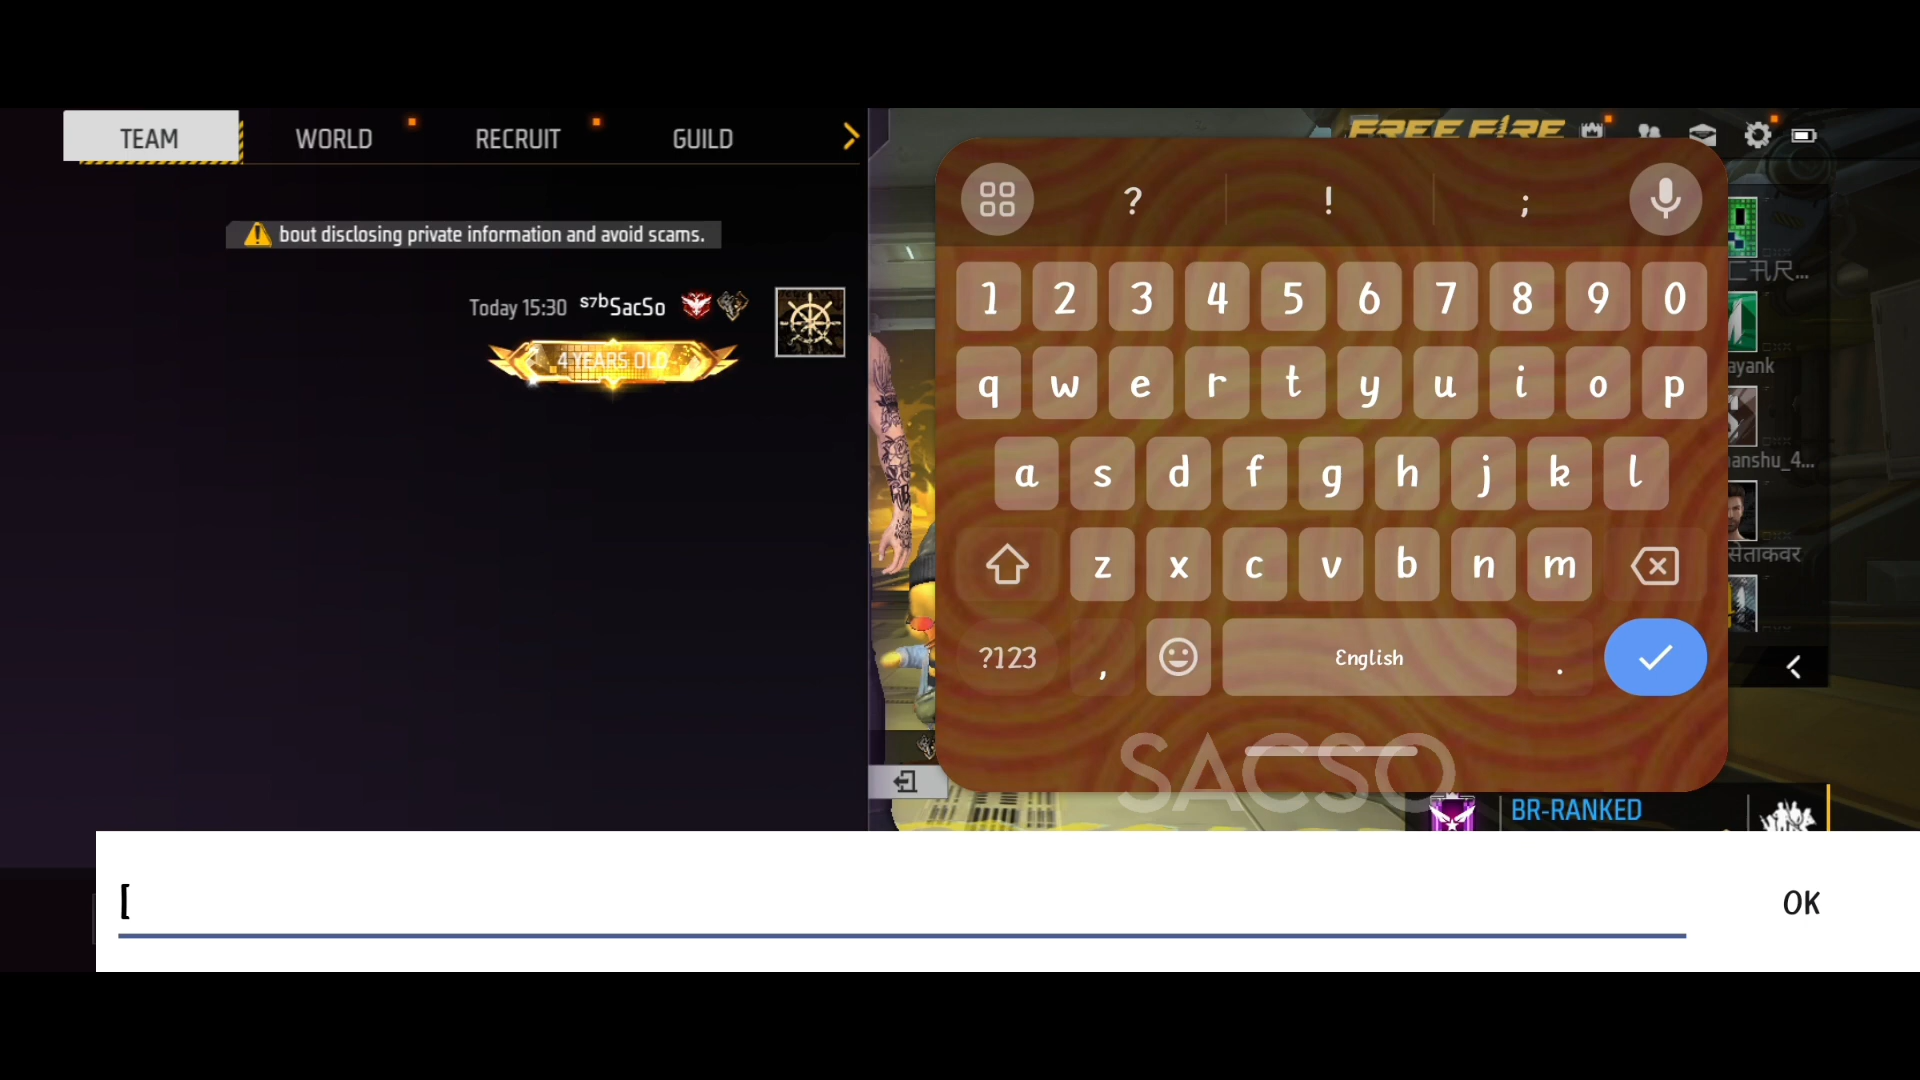 TEAM WORLD RECRUIT GUILD
FREE FIRE
bout disclosing private information and avoid scams.
Today 15:30 s7bSacSo
4 YEARS OLD
? ! ;
1 2 3 4 5 6 7 8 9 0
q w e r t y u i o p
ayank
a s d f g h j k l
anshu_4...
z x c v b n m
सेताकवर
?123 , English .
SACSO
BR-RANKED
[
OK